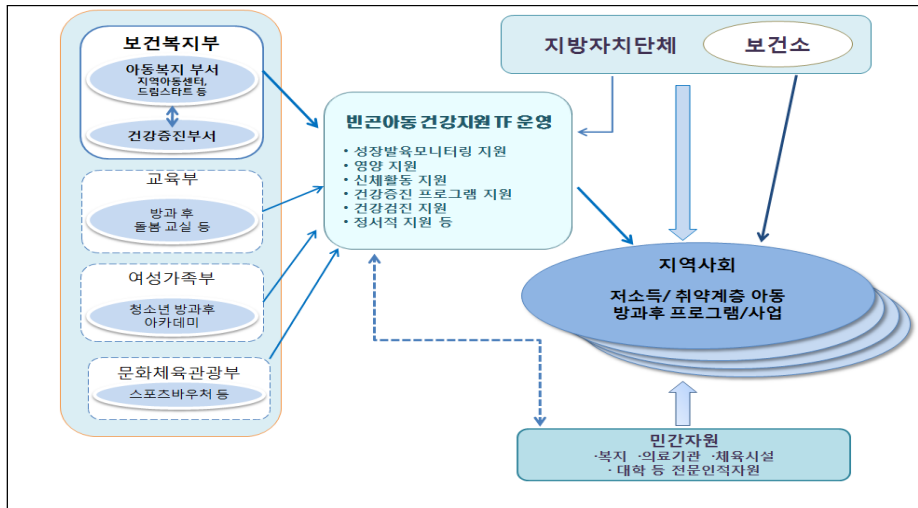 보건복지부
아동복지 부서
지역아동센터,
드림스타트 등
건강증진부서
교육부
방과 후
돌봄 교실 등
여성가족부
청소년 방과후
아카데미
문화체육관광부
스포츠바우처 등
빈곤아동 건강지원 TF 운영
• 성장발육모니터링 지원
• 영양 지원
• 신체활동 지원
• 건강증진 프로그램 지원
• 건강검진 지원
• 정서적 지원 등
지방자치단체
보건소
지역사회
저소득/ 취약계층 아동
방과후 프로그램/사업
민간자원
·복지 ·의료기관 ·체육시설
· 대학 등 전문인적자원